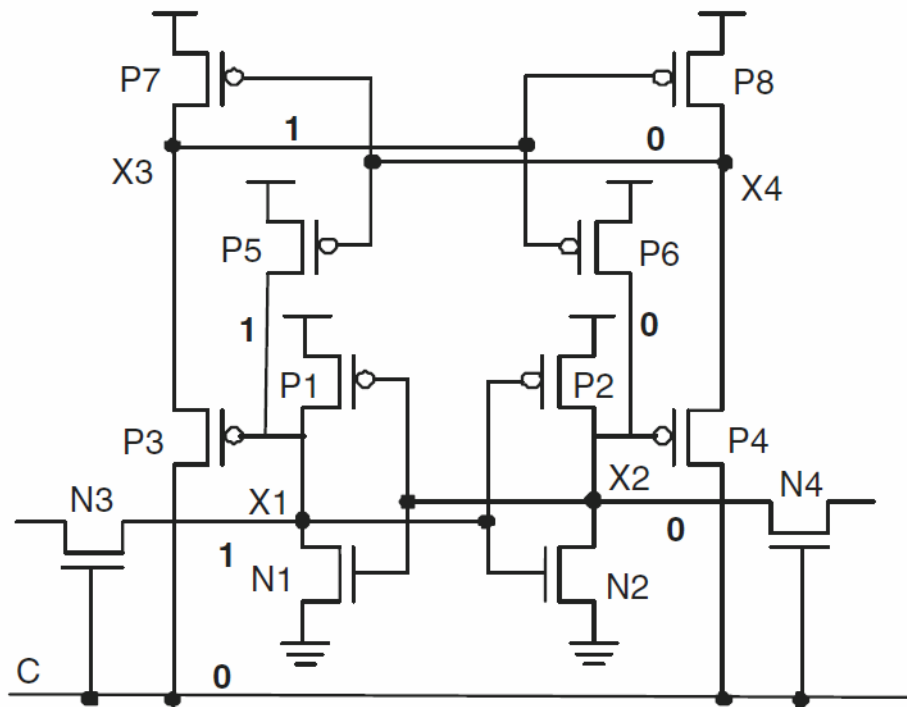 P7 P8
1 0
X3 X4
P5 P6
1 0
P1 P2
P3 P4
N3 X1 X2 N4
1 0
N1 N2
C 0